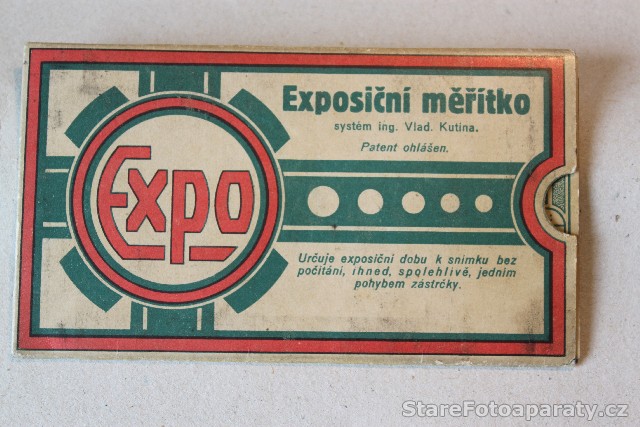 Exposiční měřítko
systém ing. Vlad. Kutina.
Patent ohlášen.
Expo
Určuje exposiční dobu k snímku bez
počítání, ihned, spolehlivě, jedním
pohybem zástrčky.
StareFotoaparaty.cz